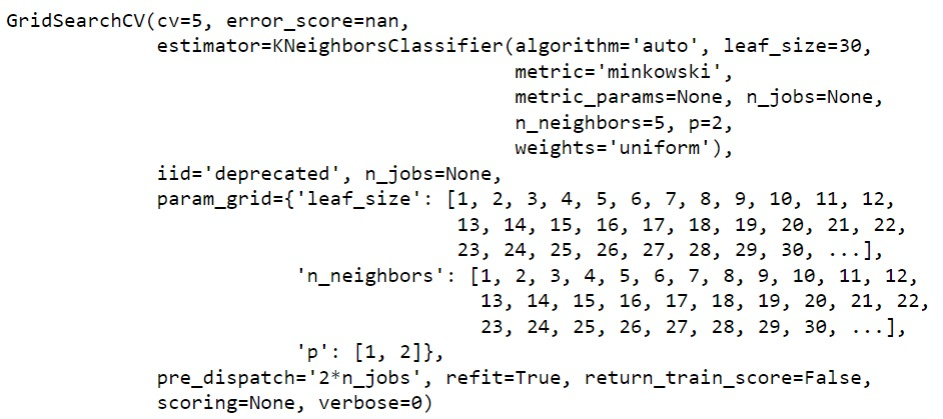 GridSearchCV(cv=5, error_score=nan,
             estimator=KNeighborsClassifier(algorithm='auto', leaf_size=30,
                                            metric='minkowski',
                                            metric_params=None, n_jobs=None,
                                            n_neighbors=5, p=2,
                                            weights='uniform'),
             iid='deprecated', n_jobs=None,
             param_grid={'leaf_size': [1, 2, 3, 4, 5, 6, 7, 8, 9, 10, 11, 12,
                                       13, 14, 15, 16, 17, 18, 19, 20, 21, 22,
                                       23, 24, 25, 26, 27, 28, 29, 30, ...],
                         'n_neighbors': [1, 2, 3, 4, 5, 6, 7, 8, 9, 10, 11, 12,
                                         13, 14, 15, 16, 17, 18, 19, 20, 21, 22,
                                         23, 24, 25, 26, 27, 28, 29, 30, ...],
                         'p': [1, 2]},
             pre_dispatch='2*n_jobs', refit=True, return_train_score=False,
             scoring=None, verbose=0)